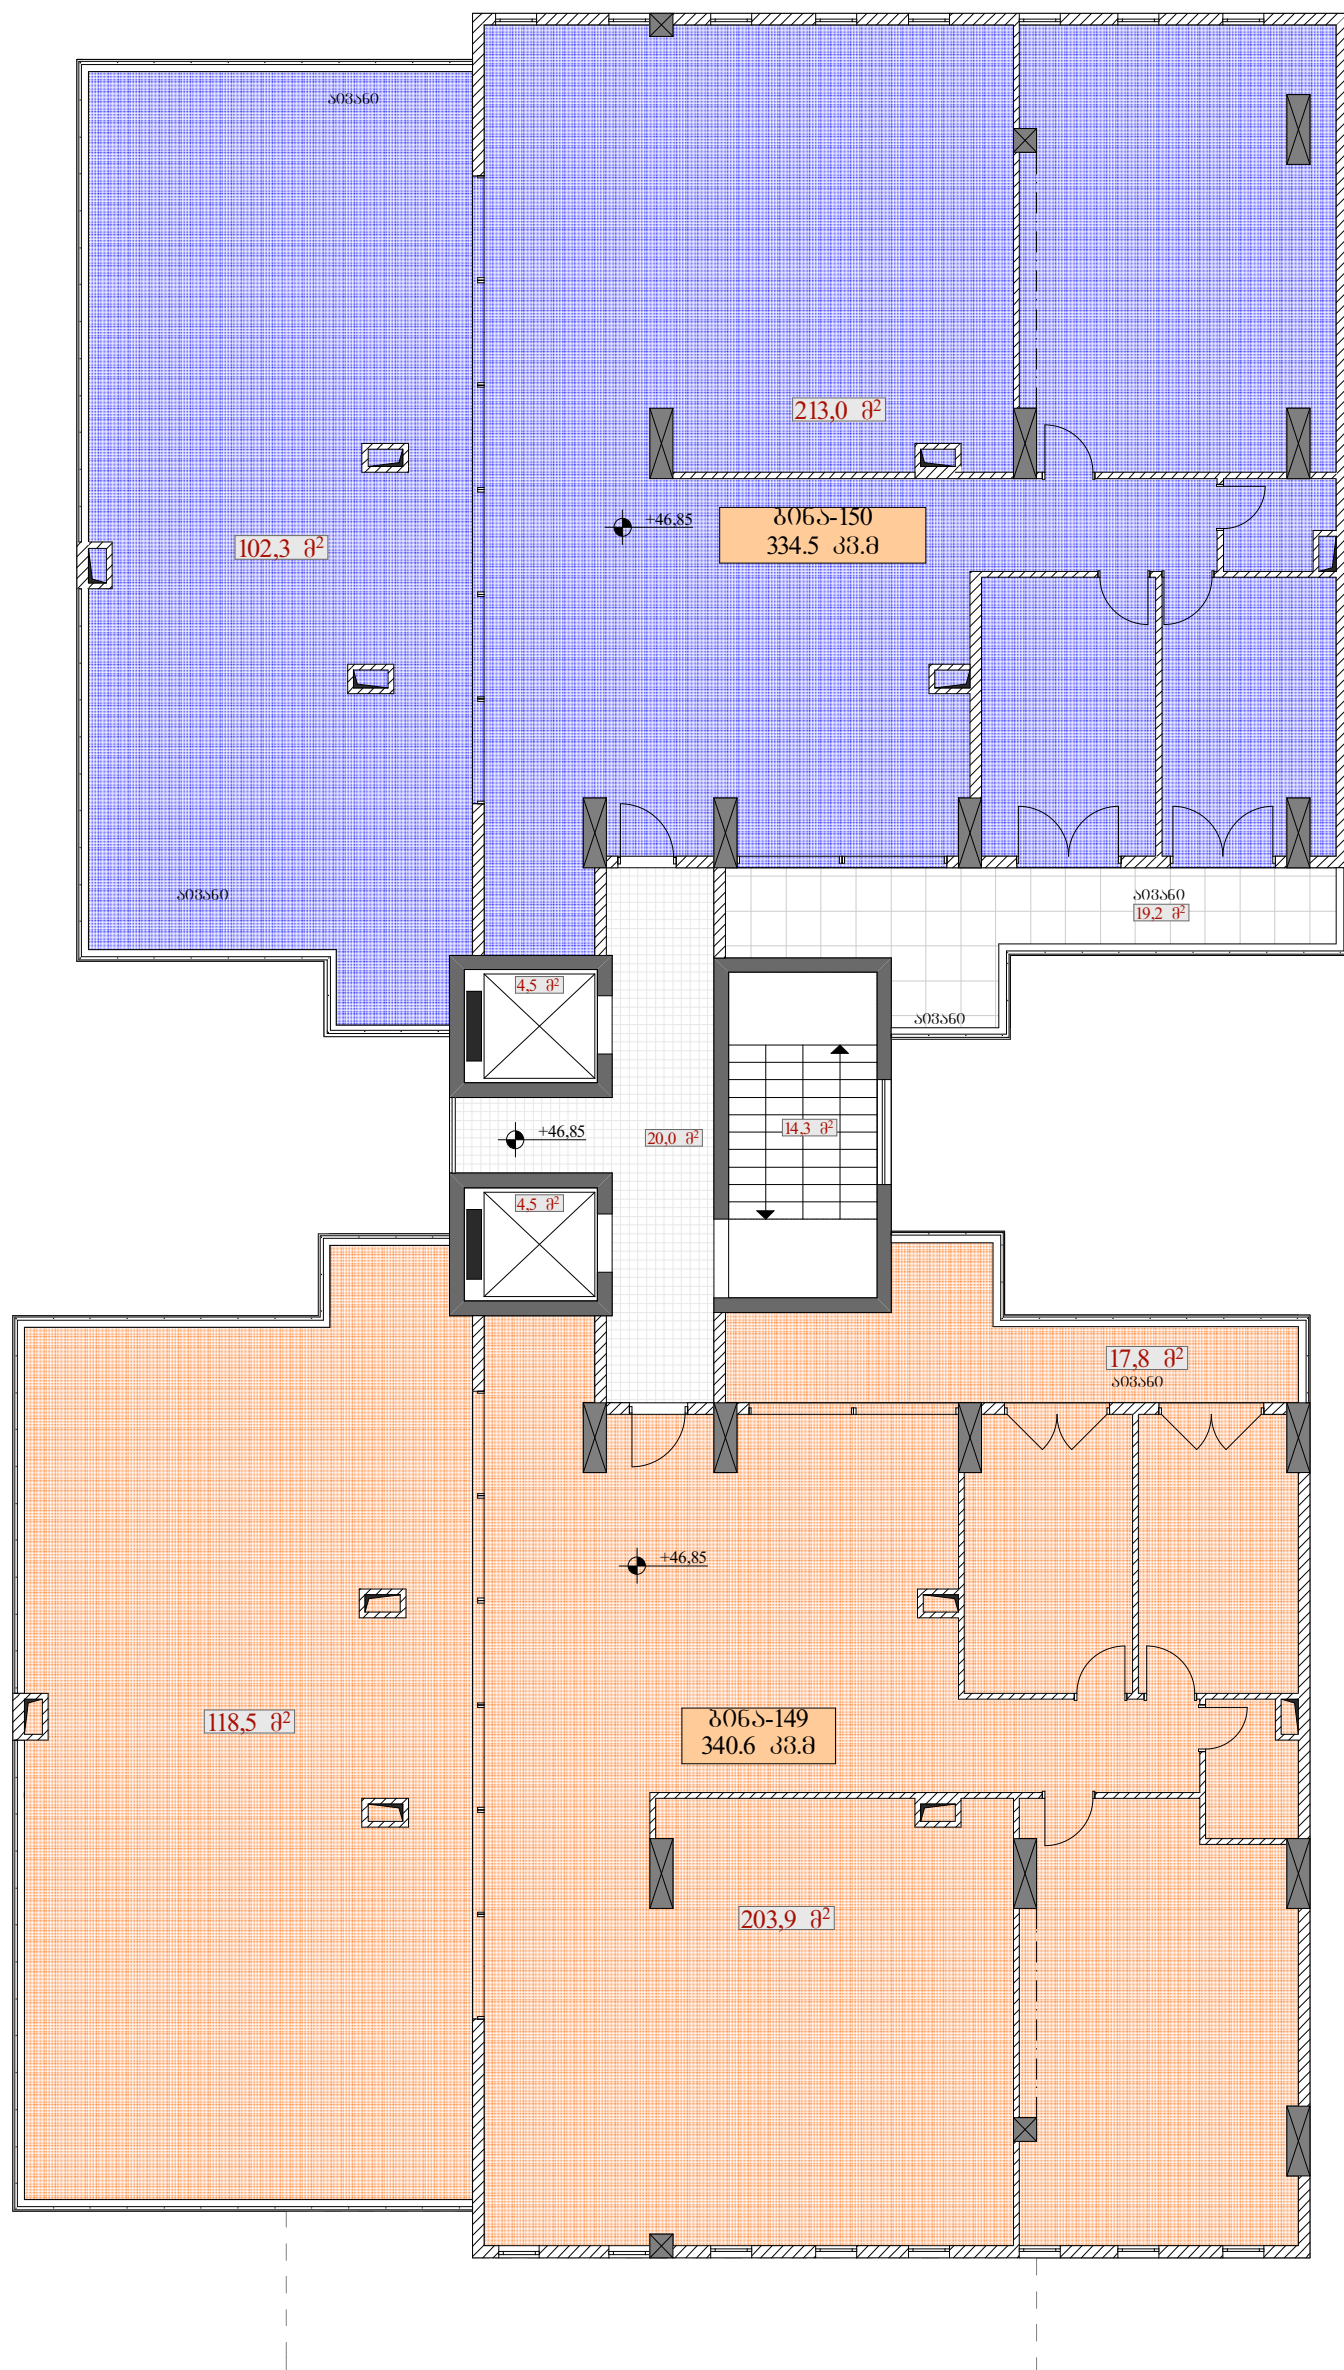 აივანი
213,0 მ²
+46,85
ბინა-150
334.5 კვ.მ
102,3 მ²
აივანი
აივანი
19,2 მ²
4,5 მ²
აივანი
+46,85
20,0 მ²
14,3 მ²
4,5 მ²
17,8 მ²
აივანი
+46,85
118,5 მ²
ბინა-149
340.6 კვ.მ
203,9 მ²